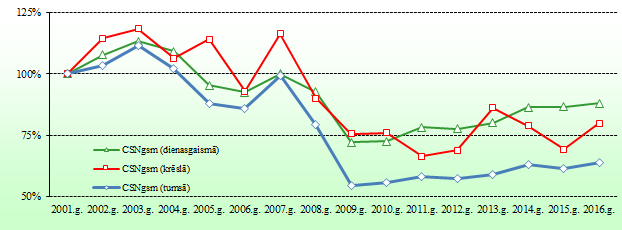 125%
100%
75%
50%
CSNgsm (dienasgaismā)
CSNgsm (krēslā)
CSNgsm (tumsā)
2001.g. 2002.g. 2003.g. 2004.g. 2005.g. 2006.g. 2007.g. 2008.g. 2009.g. 2010.g. 2011.g. 2012.g. 2013.g. 2014.g. 2015.g. 2016.g.